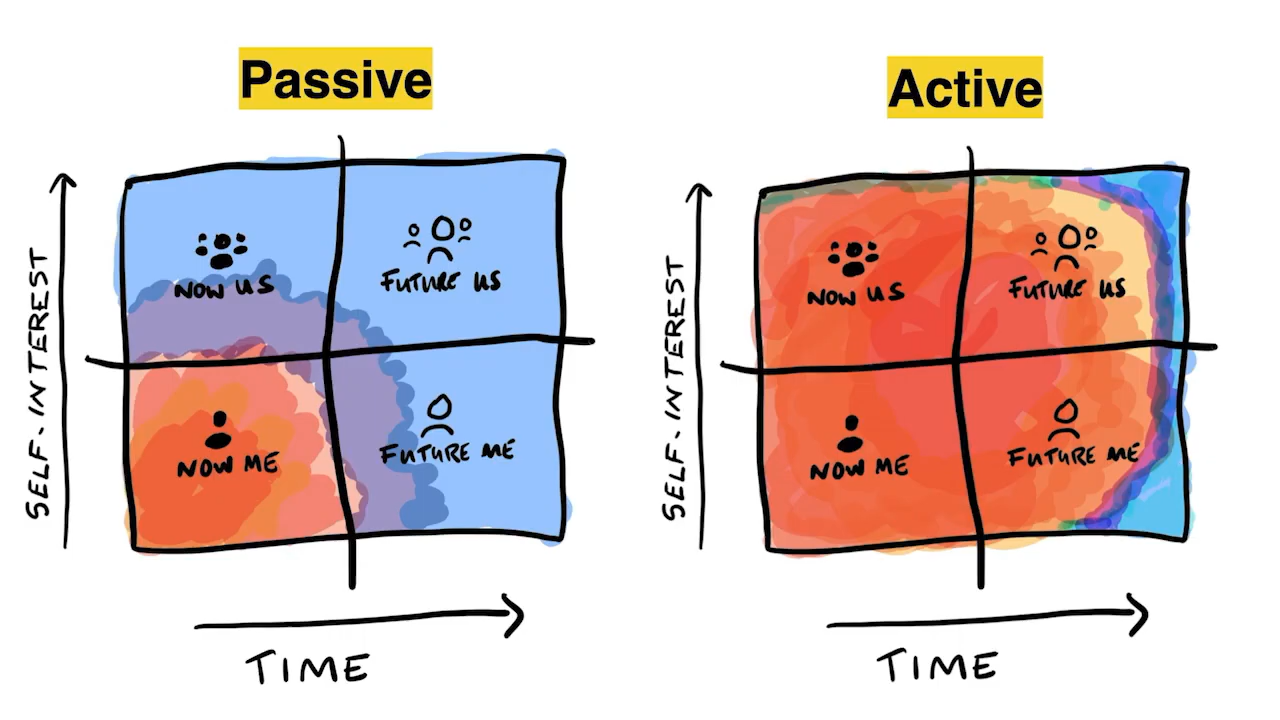 Passive
SELF-INTEREST
NOW US
FUTURE US
NOW ME
FUTURE ME
TIME
Active
SELF-INTEREST
NOW US
FUTURE US
NOW ME
FUTURE ME
TIME